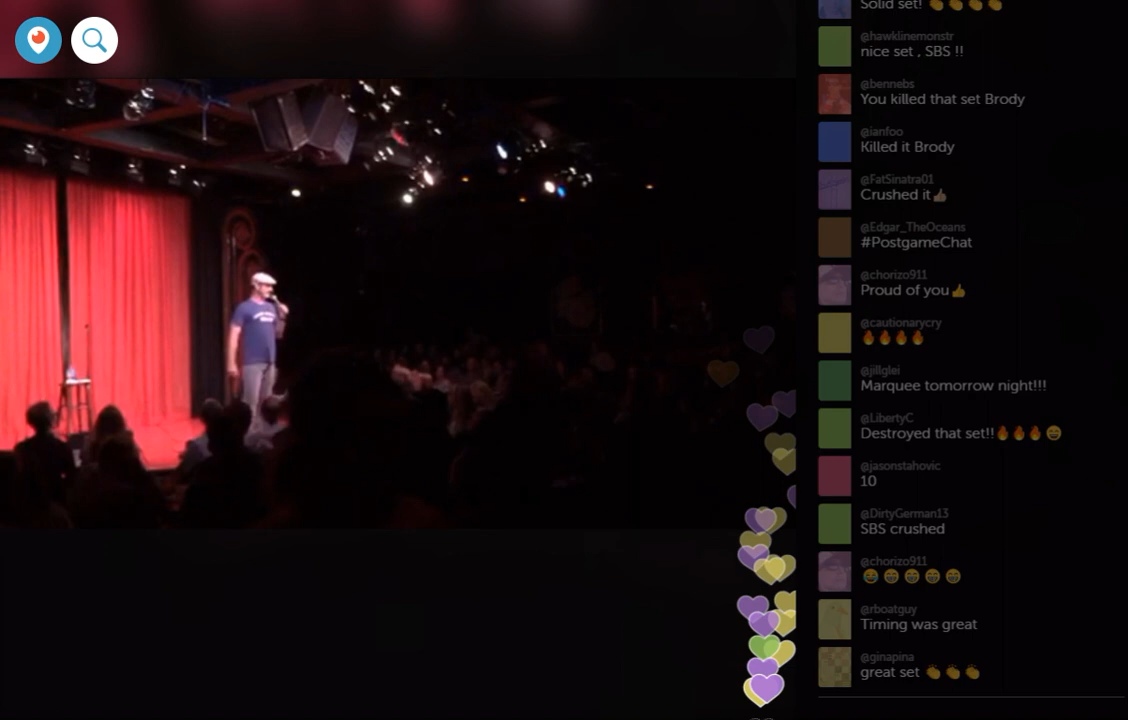 Solid set! 👏👏👏👏
@hawklinemonstr
nice set , SBS !!
@bennebs
You killed that set Brody
@ianfoo
Killed it Brody
@FatSinatra01
Crushed it👍
@Edgar_TheOceans
#PostgameChat
@chorizo911
Proud of you👍
@cautionarycry
🔥🔥🔥🔥
@jillglei
Marquee tomorrow night!!!
@LibertyC
Destroyed that set!!🔥🔥🔥😄
@jasonstahovic
10
@DirtyGerman13
SBS crushed
@chorizo911
😂😁😁😁😁
@rboatguy
Timing was great
@ginapina
great set 👏👏👏